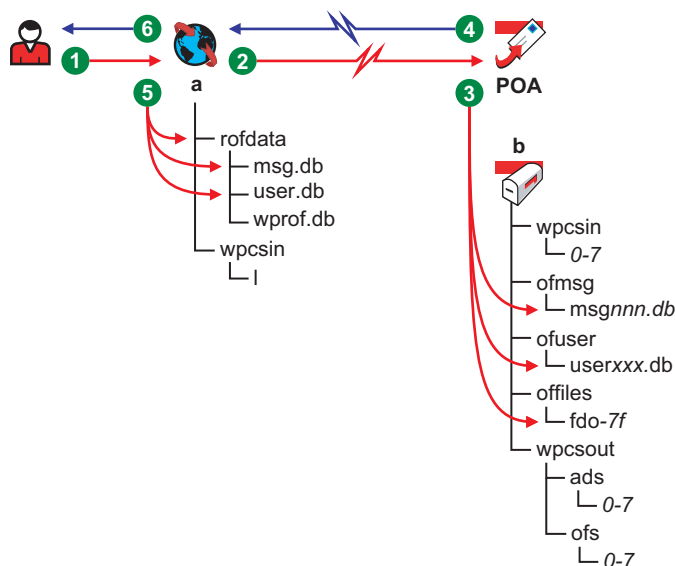 6
4
1
2
5
3
a
POA
rofdata
msg.db
user.db
wprof.db
wpcsin
l
b
wpcsin
0-7
ofmsg
msgnnn.db
ofuser
userxxx.db
offiles
fdo-7f
wpcsout
ads
0-7
ofs
0-7